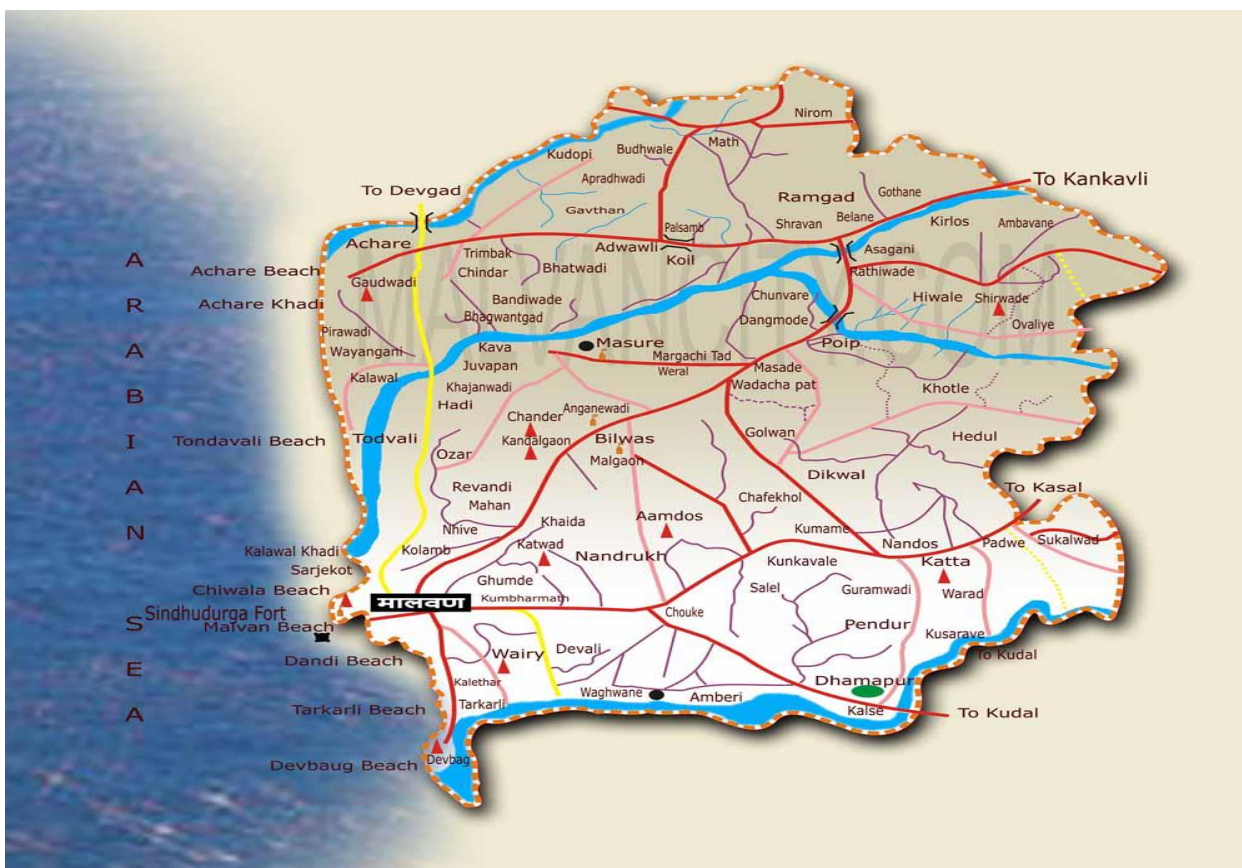 Nirom
Math
Budhwale
Kudopi
Apradhwadi
To Devgad
Ramgad
Gothane
To Kankavli
Gavthan
Palsamb
Shravan
Belane
Kirlos
Ambavane
Achare
Adwawli
Asagani
Trimbak
Koil
Achare Beach
Chindar
Bhatwadi
Rathiwade
Gaudwadi
Chunvare
Hiwale
Shirwade
Achare Khadi
Bandiwade
Bhagwantgad
Dangmode
Ovaliye
Pirawadi
Wayangani
Kava
Masure
Poip
Juvapan
Margachi Tad
Weral
Masade
Kalawal
Khajanwadi
Wadacha pat
Khotle
Hadi
Chander
Anganewadi
Tondavali Beach
Todvali
Kandalgaon
Bilwas
Golwan
Hedul
Ozar
Malgaon
Dikwal
Revandi
To Kasal
Mahan
Chafekhol
Khaida
Aamdos
Nhive
Kumame
Kalawal Khadi
Kolamb
Katwad
Nandrukh
Nandos
Padwe
Sukalwad
Sarjekot
Kunkavale
Katta
Chiwala Beach
Ghumde
Salel
Guramwadi
Warad
मालवण
Kumbharmath
Sindhudurga Fort
Chouke
Malvan Beach
Pendur
Kusarave
Dandi Beach
Wairy
Devali
To Kudal
Kalethar
Dhamapur
Waghwane
Amberi
Tarkarli Beach
Tarkarli
Kalse
To Kudal
Devbaug Beach
Devbag
ARABIAN SEA
MALVANCITY.COM